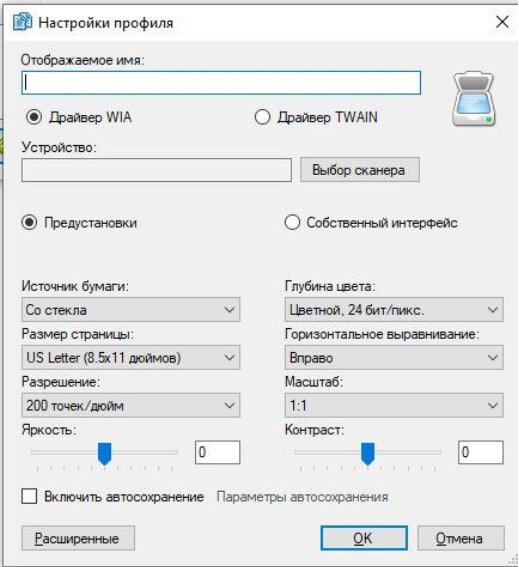 Настройки профиля
Отображаемое имя:
Драйвер WIA
Драйвер TWAIN
Устройство:
Выбор сканера
Предустановки
Собственный интерфейс
Источник бумаги:
Глубина цвета:
Со стекла
Цветной, 24 бит/пикс.
Размер страницы:
Горизонтальное выравнивание:
US Letter (8.5x11 дюймов)
Вправо
Разрешение:
Масштаб:
200 точек/дюйм
1:1
Яркость:
Контраст:
0
0
Включить автосохранение
Параметры автосохранения
Расширенные
OK
Отмена